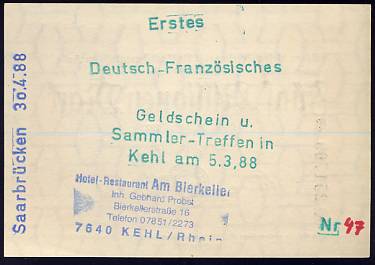 Erstes
Deutsch-Französisches
Geldschein u.
Sammler-Treffen in
Kehl am 5.3,88
Saarbrücken 30.4.88
Hotel-Restaurant Am Bierkeller
Inh. Gebhard Probst
Bierkellerstraße 16
Telefon 07851/2273
7640 KEHL/Rhein
Nr 47